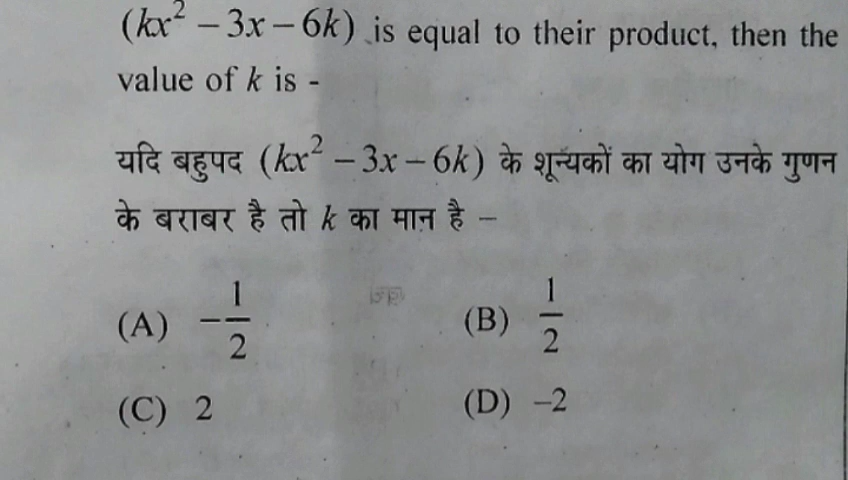 (kx² – 3x – 6k) is equal to their product, then the
value of k is -
यदि बहुपद (kx² – 3x – 6k) के शून्यकों का योग उनके गुणन
के बराबर है तो k का मान है –
(A) –1/2 (B) 1/2
(C) 2 (D) –2